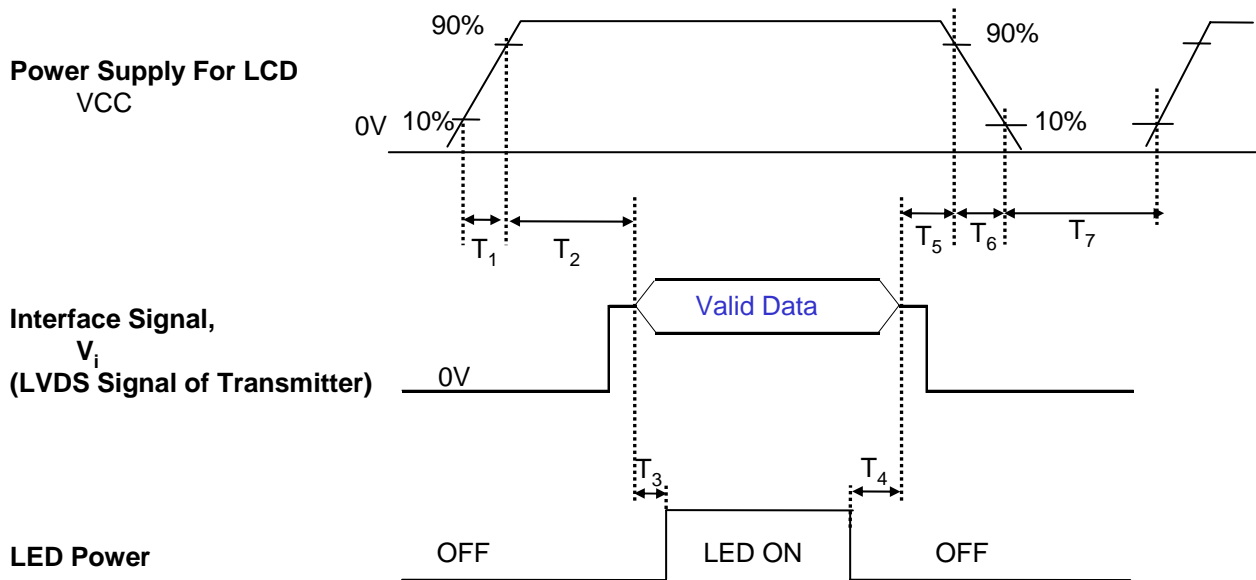 90%
90%
Power Supply For LCD
VCC
0V
10%
10%
T1
T2
T5
T6
T7
Valid Data
Interface Signal,
Vi
(LVDS Signal of Transmitter)
0V
T3
T4
LED Power
OFF
LED ON
OFF